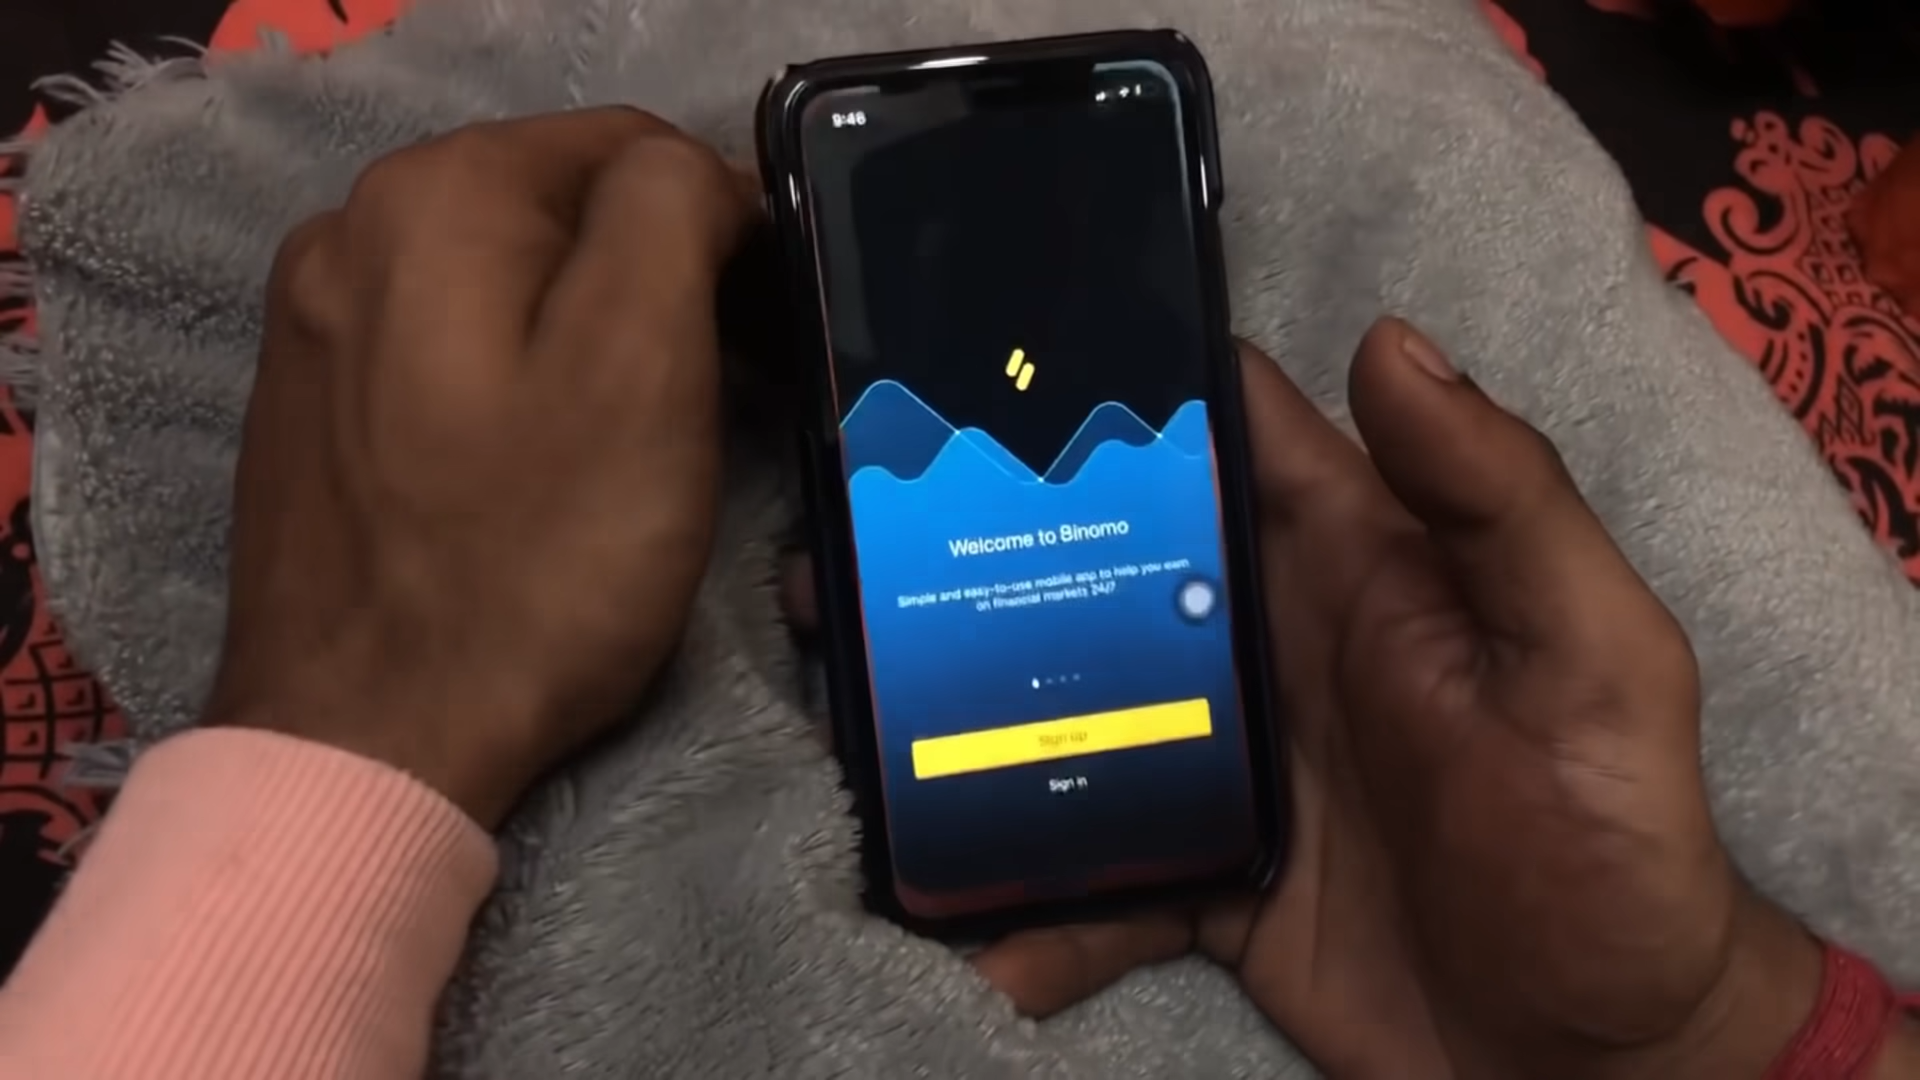 9:46
Welcome to Binomo
Simple and easy-to-use mobile app to help you earn
on financial markets 24/7
Sign up
Sign in